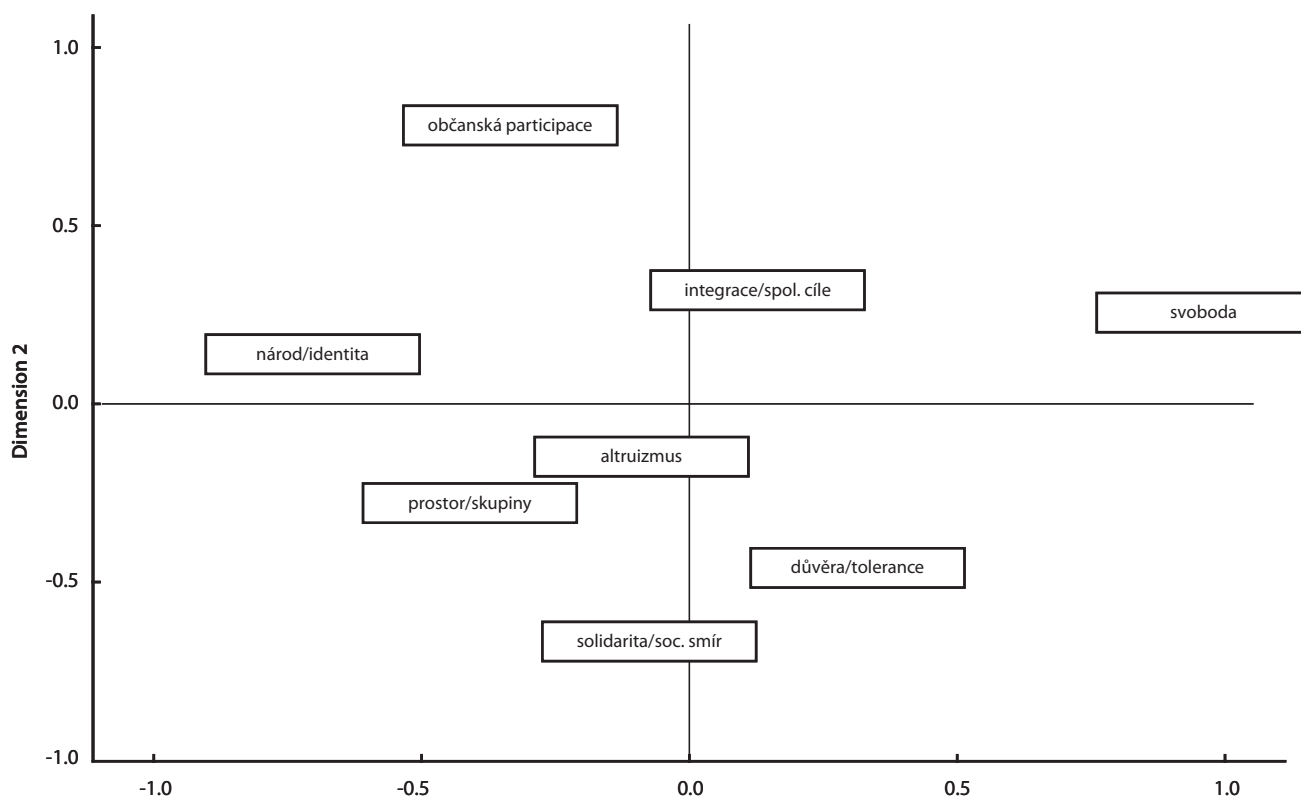 1.0
občanská participace
0.5
integrace/spol. cíle
svoboda
národ/identita
Dimension 2
0.0
altruizmus
prostor/skupiny
důvěra/tolerance
-0.5
solidarita/soc. smír
-1.0
-1.0 -0.5 0.0 0.5 1.0